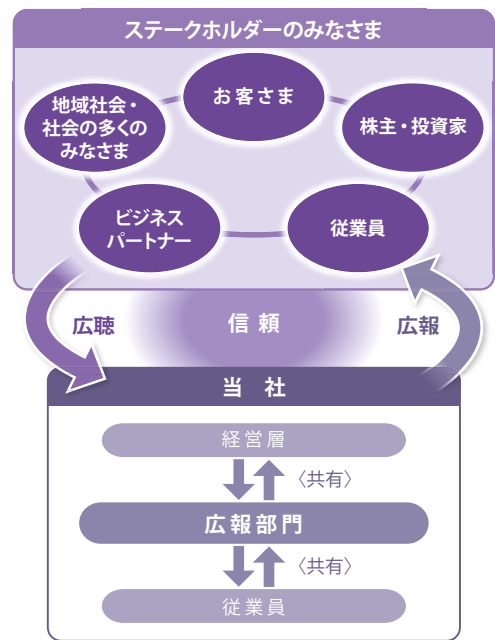 ステークホルダーのみなさま
お客さま
地域社会・
社会の多くの
みなさま
株主・投資家
ビジネス
パートナー
従業員
広聴
信頼
広報
当社
経営層
〈共有〉
広報部門
〈共有〉
従業員